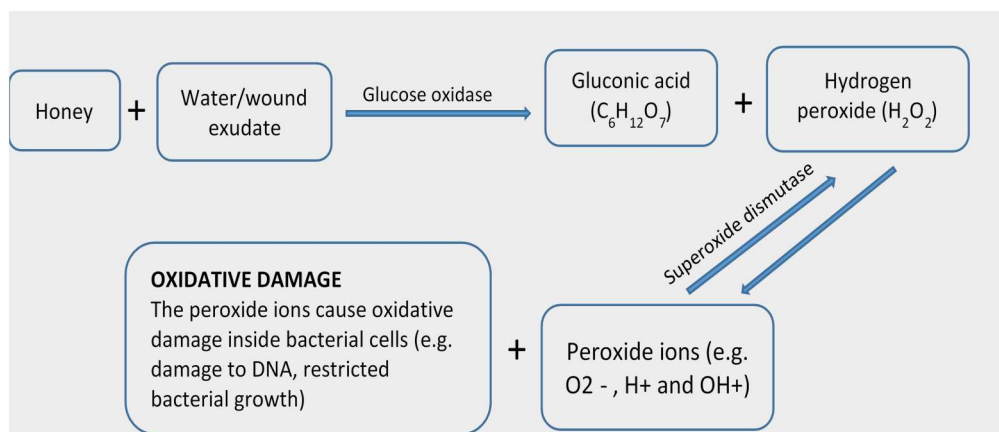 Honey
+
Water/wound
exudate
Glucose oxidase
Gluconic acid
(C₆H₁₂O₇)
+
Hydrogen
peroxide (H₂O₂)
Superoxide dismutase
OXIDATIVE DAMAGE
The peroxide ions cause oxidative
damage inside bacterial cells (e.g.
damage to DNA, restricted
bacterial growth)
+
Peroxide ions (e.g.
O2 - , H+ and OH+)